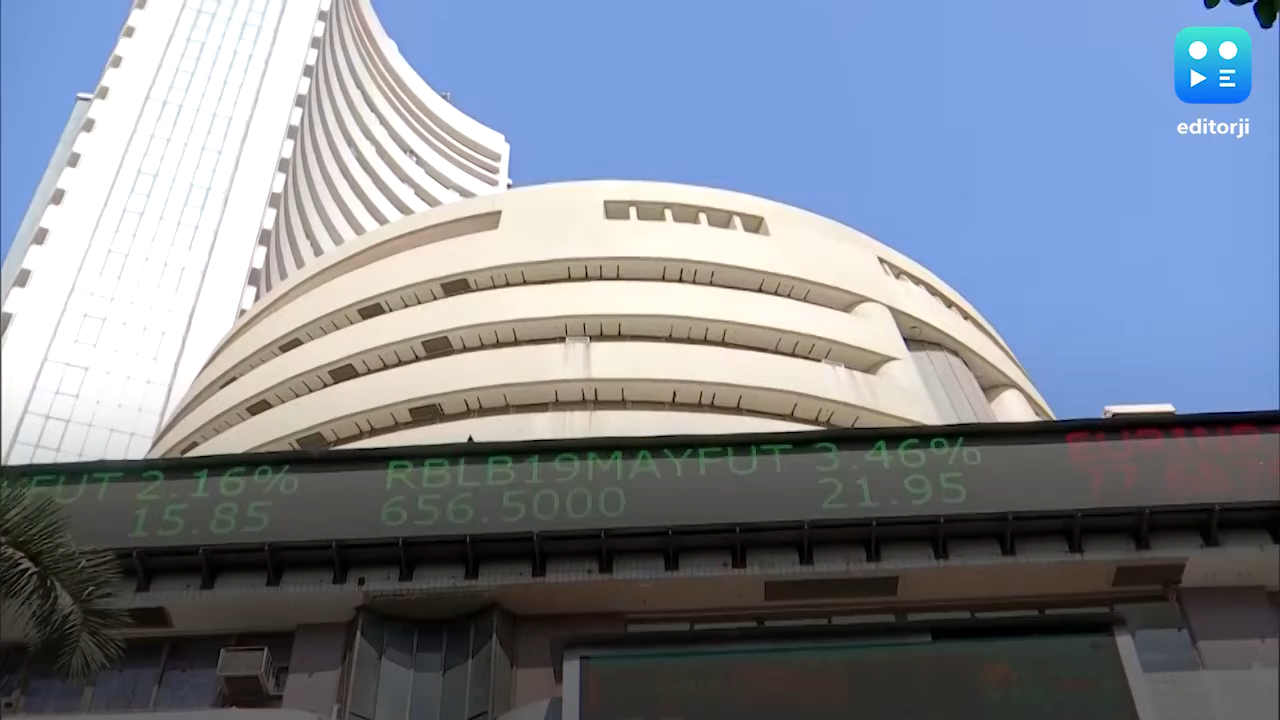 editorji
FUT 2.16%
15.85
RBLB19MAYFUT 3.46%
656.5000 21.95